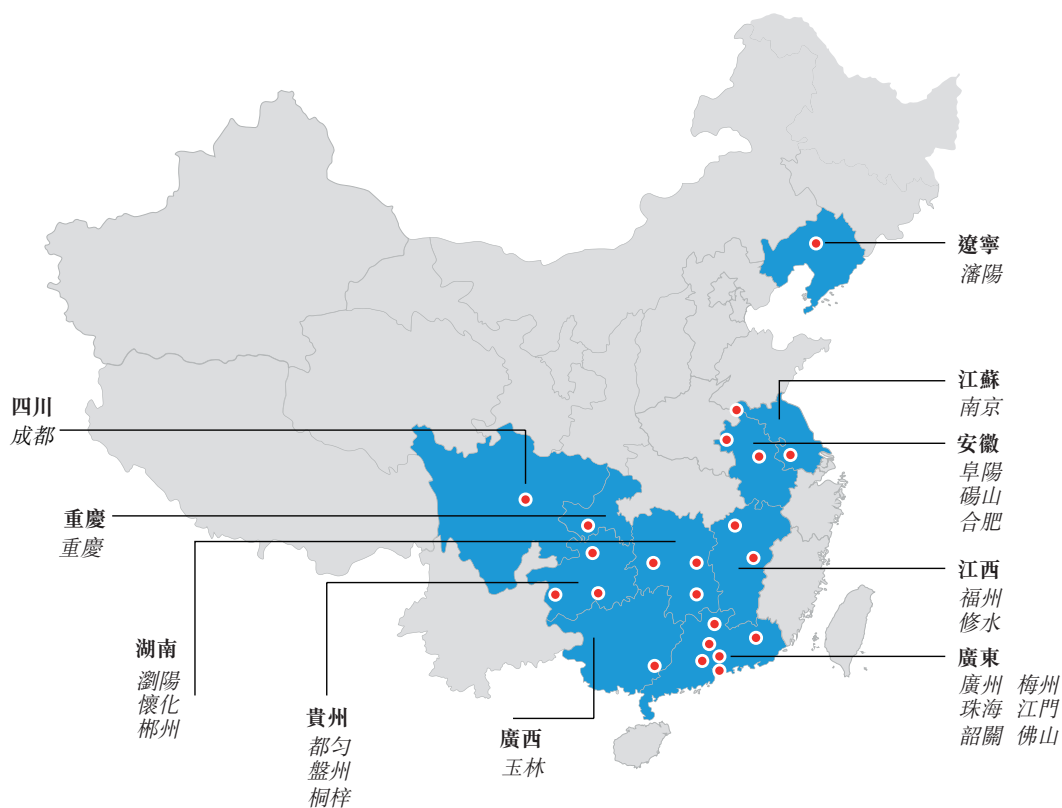 遼寧
瀋陽
江蘇
南京
安徽
阜陽
碭山
合肥
江西
福州
修水
廣東
廣州 梅州
珠海 江門
韶關 佛山
四川
成都
重慶
重慶
湖南
瀏陽
懷化
郴州
貴州
都勻
盤州
桐梓
廣西
玉林